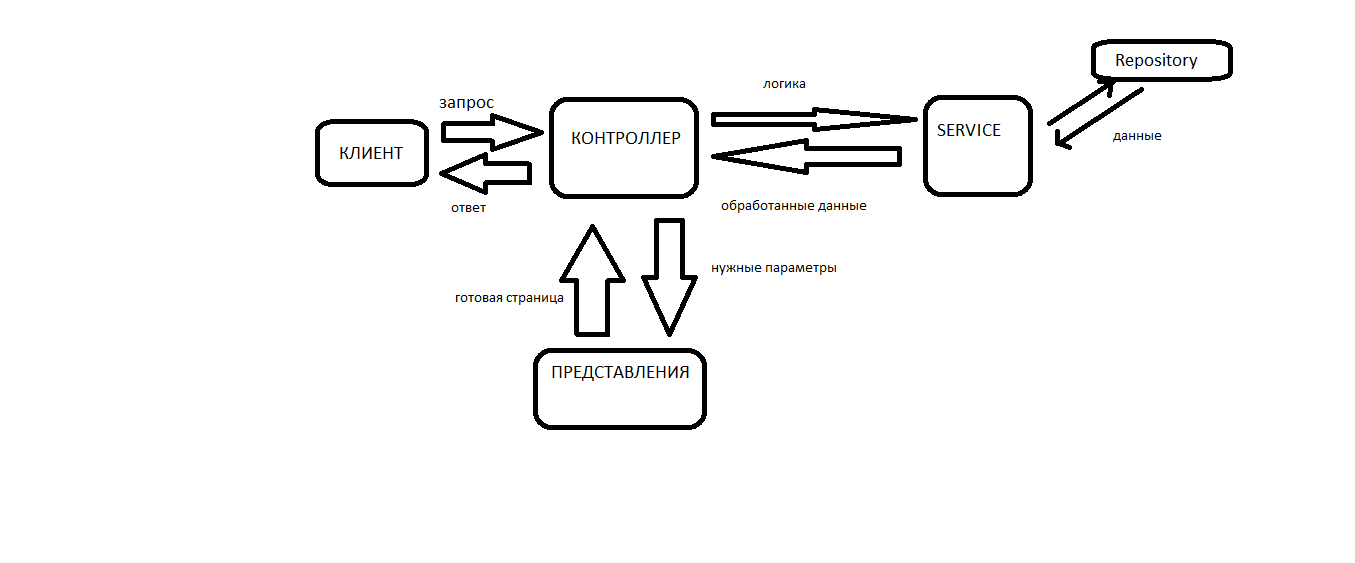 Repository
логика
запрос
SERVICE
КОНТРОЛЛЕР
данные
КЛИЕНТ
ответ
обработанные данные
нужные параметры
готовая страница
ПРЕДСТАВЛЕНИЯ